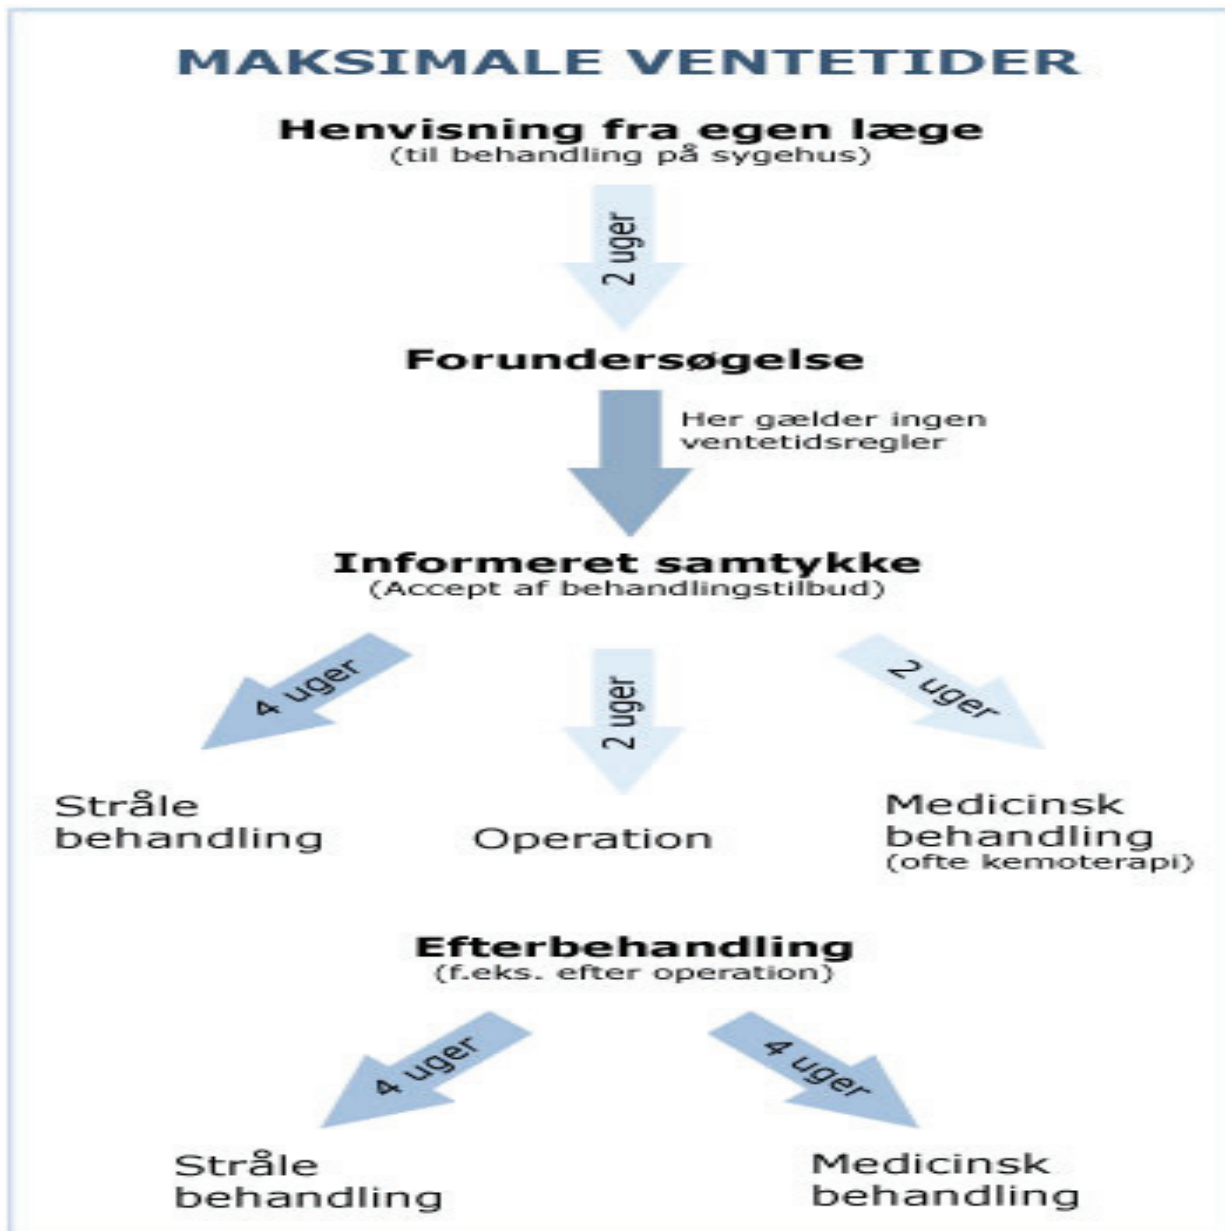 MAKSIMALE VENTETIDER
Henvisning fra egen læge
(til behandling på sygehus)
2 uger
Forundersøgelse
Her gælder ingen
ventetidsregler
Informeret samtykke
(Accept af behandlingstilbud)
4 uger
2 uger
2 uger
Stråle
behandling
Operation
Medicinsk
behandling
(ofte kemoterapi)
Efterbehandling
(f.eks. efter operation)
4 uger
4 uger
Stråle
behandling
Medicinsk
behandling